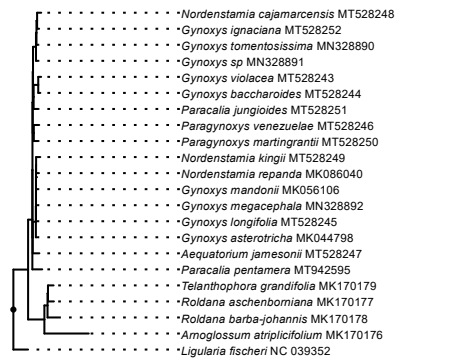 Nordenstamia cajamarcensis MT528248
Gynoxys ignaciana MT528252
Gynoxys tomentosissima MN328890
Gynoxys sp MN328891
Gynoxys violacea MT528243
Gynoxys baccharoides MT528244
Paracalia jungioides MT528251
Paragynoxys venezuelae MT528246
Paragynoxys martingrantii MT528250
Nordenstamia kingii MT528249
Nordenstamia repanda MK086040
Gynoxys mandonii MK056106
Gynoxys megacephala MN328892
Gynoxys longifolia MT528245
Gynoxys asterotricha MK044798
Aequatorium jamesonii MT528247
Paracalia pentamera MT942595
Telanthophora grandifolia MK170179
Roldana aschenborniana MK170177
Roldana barba-johannis MK170178
Arnoglossum atriplicifolium MK170176
Ligularia fischeri NC 039352